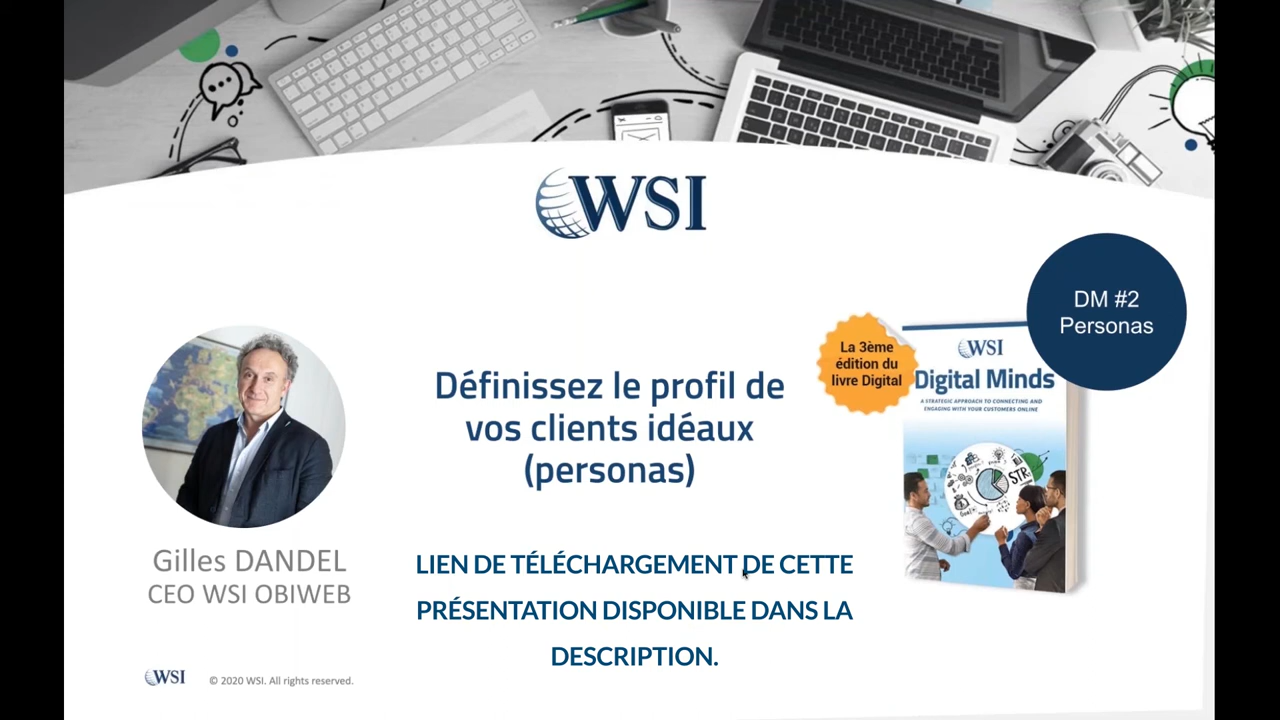 WSI
DM #2
Personas
La 3ème
édition du
livre Digital
WSI
Digital Minds
A STRATEGIC APPROACH TO CONNECTING AND
ENGAGING WITH YOUR CUSTOMERS ONLINE
STR
Définissez le profil de
vos clients idéaux
(personas)
Gilles DANDEL
CEO WSI OBIWEB
LIEN DE TÉLÉCHARGEMENT DE CETTE
PRÉSENTATION DISPONIBLE DANS LA
DESCRIPTION.
WSI
© 2020 WSI. All rights reserved.